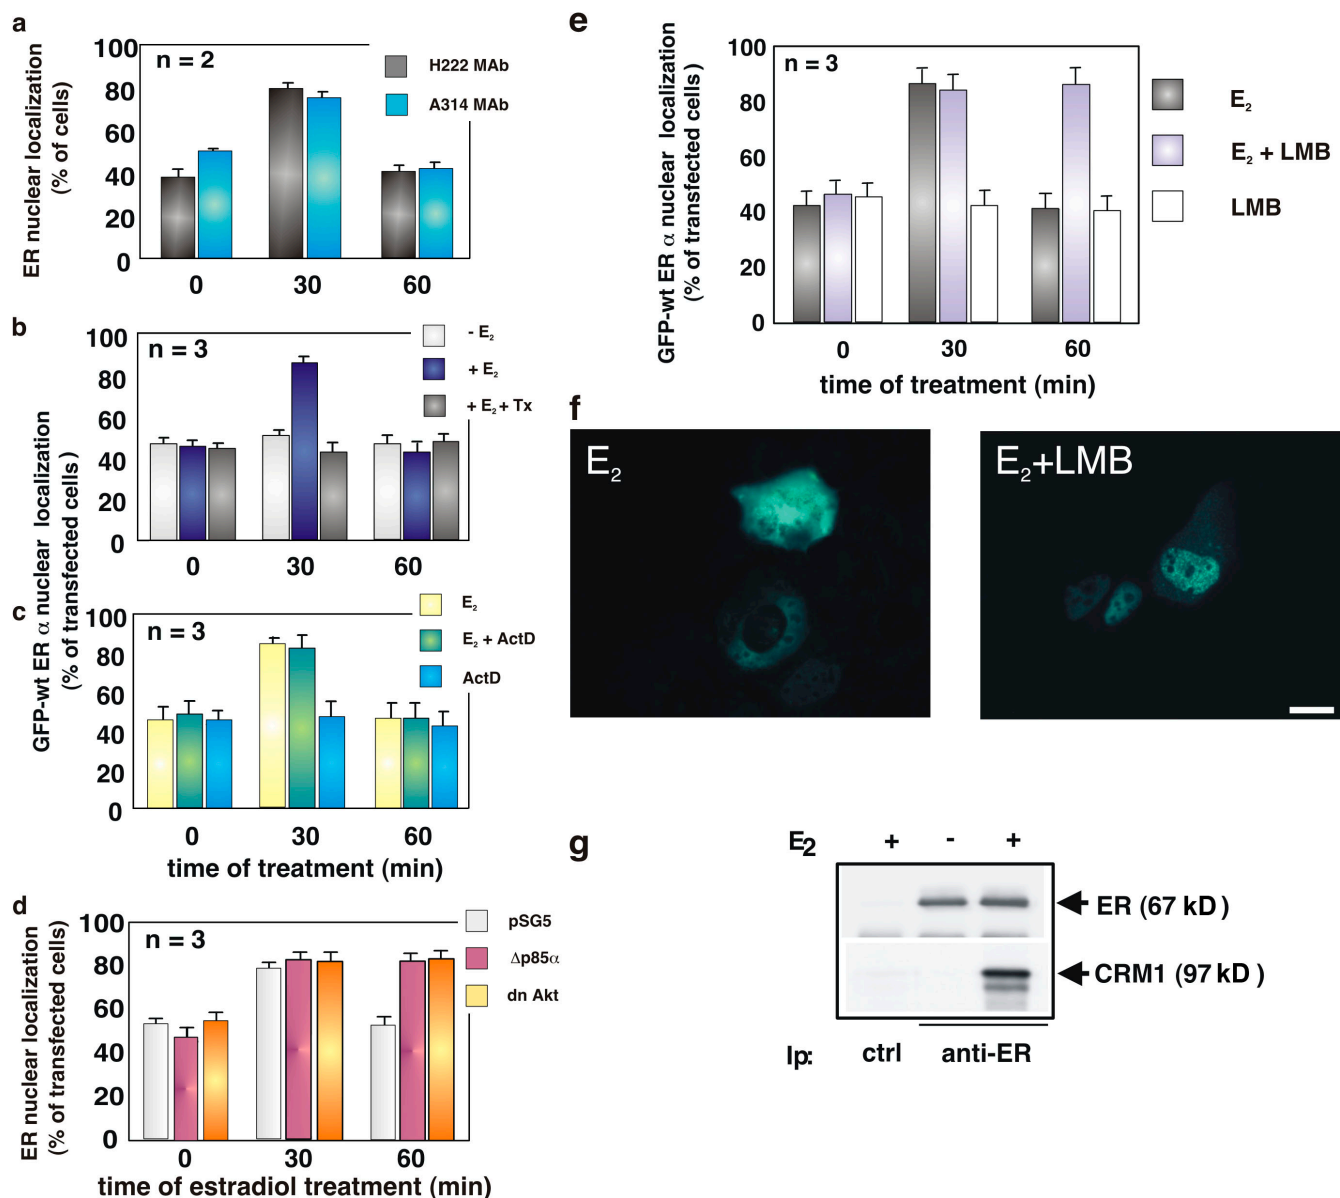 a
ER nuclear localization
(% of cells)
100
80
60
40
20
0
n = 2
H222 MAb
A314 MAb
0 30 60
b
GFP-wt ER α nuclear localization
(% of transfected cells)
100
80
60
40
20
0
n = 3
- E2
+ E2
+ E2 + Tx
0 30 60
c
100
80
60
40
20
0
n = 3
E2
E2 + ActD
ActD
0 30 60
time of treatment (min)
d
ER nuclear localization
(% of transfected cells)
100
80
60
40
20
0
n = 3
pSG5
Δp85α
dn Akt
0 30 60
time of estradiol treatment (min)
e
GFP-wt ER α nuclear localization
(% of transfected cells)
100
80
60
40
20
0
n = 3
E2
E2 + LMB
LMB
0 30 60
time of treatment (min)
f
E2
E2+LMB
g
E2 + - +
ER (67 kD)
CRM1 (97 kD)
Ip: ctrl anti-ER